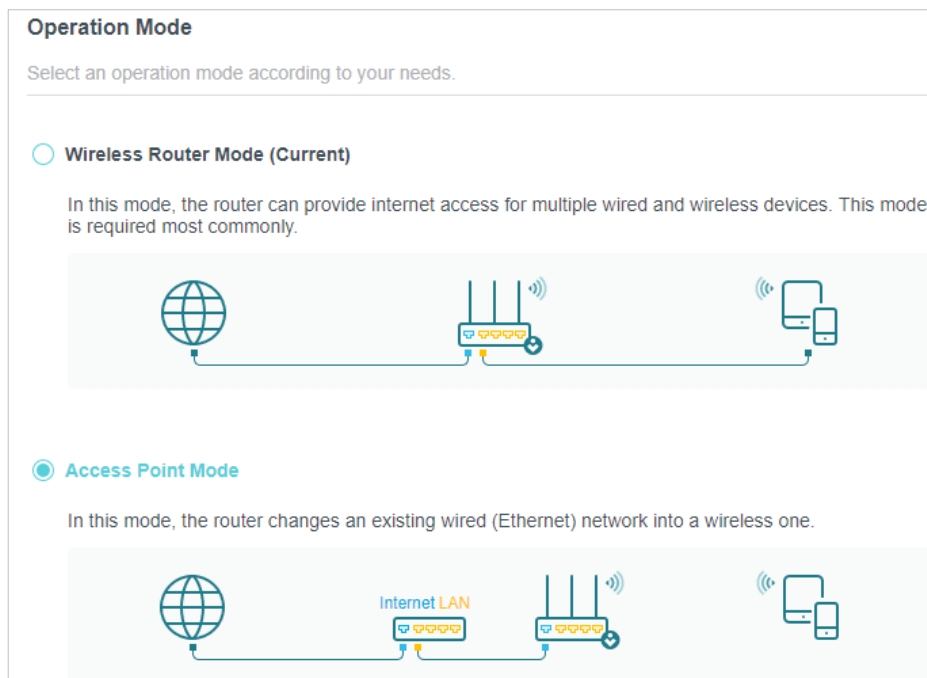 Operation Mode
Select an operation mode according to your needs.
Wireless Router Mode (Current)
In this mode, the router can provide internet access for multiple wired and wireless devices. This mode
is required most commonly.
Access Point Mode
In this mode, the router changes an existing wired (Ethernet) network into a wireless one.
Internet LAN